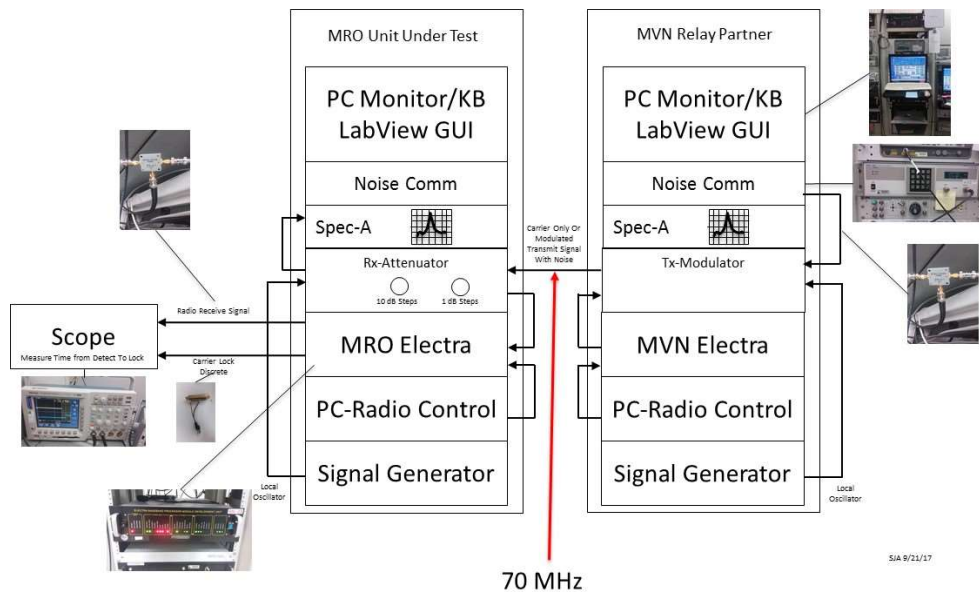 MRO Unit Under Test
PC Monitor/KB
LabView GUI
Noise Comm
Spec-A
Rx-Attenuator
10 dB Steps
1 dB Steps
MRO Electra
PC-Radio Control
Signal Generator
Local
Oscillator
Radio Receive Signal
Carrier Lock
Discrete
Scope
Measure Time from Detect To Lock
Carrier Only Or
Modulated
Transmit Signal
With Noise
MVN Relay Partner
PC Monitor/KB
LabView GUI
Noise Comm
Spec-A
Tx-Modulator
MVN Electra
PC-Radio Control
Signal Generator
Local
Oscillator
70 MHz
SJA 9/21/17